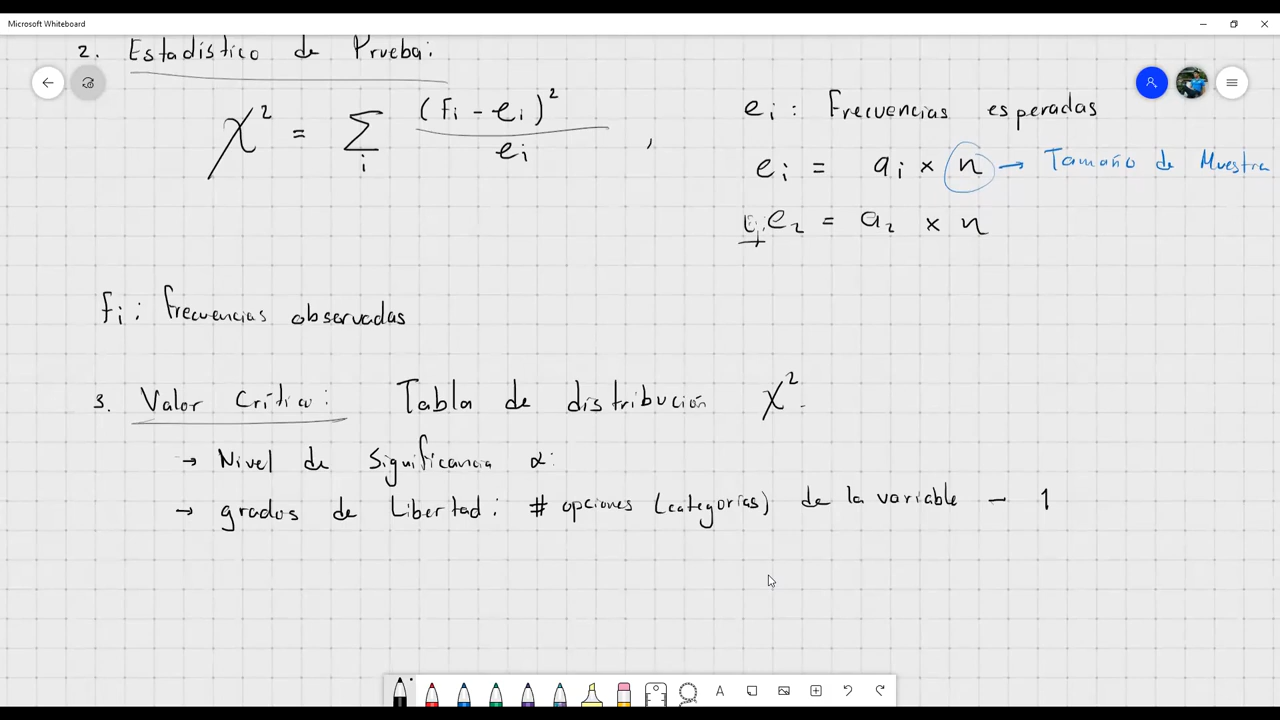 Microsoft Whiteboard
2. Estadístico de Prueba:
χ² = Σ i (fi - ei)² / ei ,
ei : Frecuencias esperadas
ei = ai × n → Tamaño de Muestra
e2 = a2 × n
fi : frecuencias observadas
3. Valor Crítico: Tabla de distribución χ².
→ Nivel de Significancia α:
→ grados de Libertad: # opciones (categorías) de la variable - 1